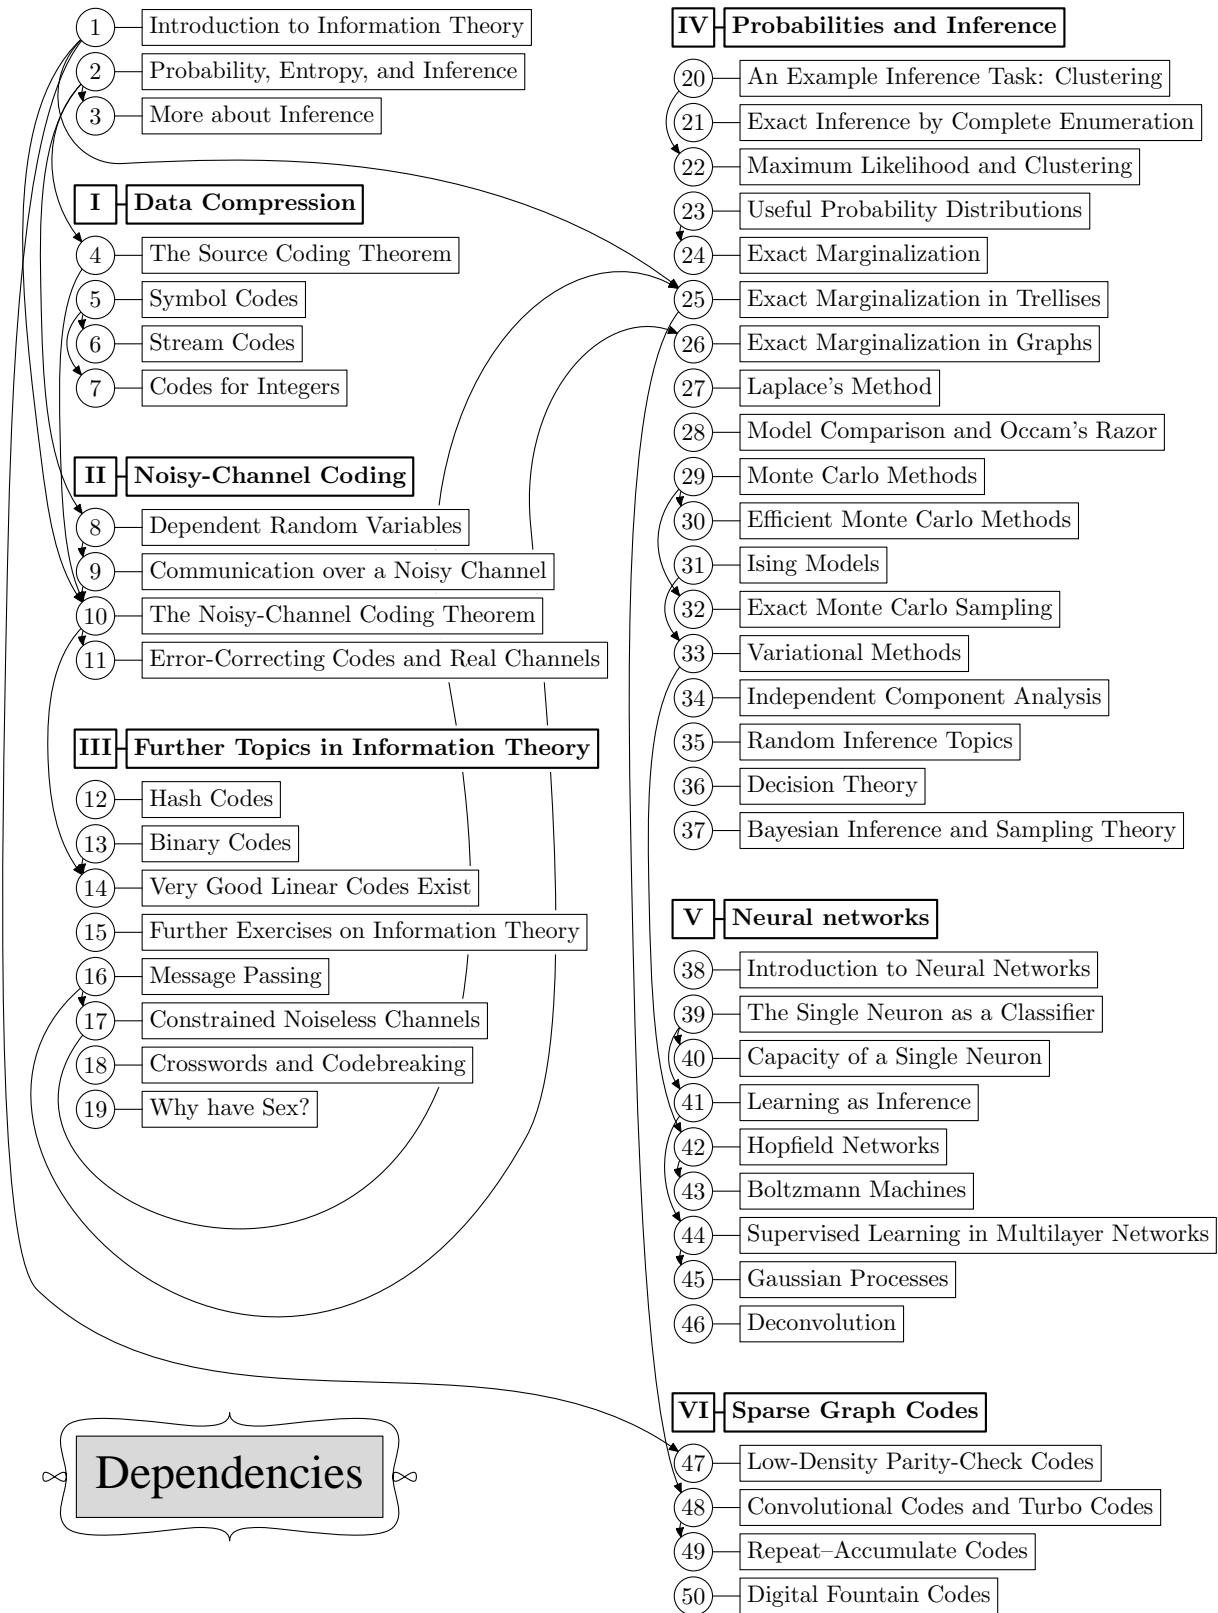 1 Introduction to Information Theory
2 Probability, Entropy, and Inference
3 More about Inference
I Data Compression
4 The Source Coding Theorem
5 Symbol Codes
6 Stream Codes
7 Codes for Integers
II Noisy-Channel Coding
8 Dependent Random Variables
9 Communication over a Noisy Channel
10 The Noisy-Channel Coding Theorem
11 Error-Correcting Codes and Real Channels
III Further Topics in Information Theory
12 Hash Codes
13 Binary Codes
14 Very Good Linear Codes Exist
15 Further Exercises on Information Theory
16 Message Passing
17 Constrained Noiseless Channels
18 Crosswords and Codebreaking
19 Why have Sex?
Dependencies
IV Probabilities and Inference
20 An Example Inference Task: Clustering
21 Exact Inference by Complete Enumeration
22 Maximum Likelihood and Clustering
23 Useful Probability Distributions
24 Exact Marginalization
25 Exact Marginalization in Trellises
26 Exact Marginalization in Graphs
27 Laplace's Method
28 Model Comparison and Occam's Razor
29 Monte Carlo Methods
30 Efficient Monte Carlo Methods
31 Ising Models
32 Exact Monte Carlo Sampling
33 Variational Methods
34 Independent Component Analysis
35 Random Inference Topics
36 Decision Theory
37 Bayesian Inference and Sampling Theory
V Neural networks
38 Introduction to Neural Networks
39 The Single Neuron as a Classifier
40 Capacity of a Single Neuron
41 Learning as Inference
42 Hopfield Networks
43 Boltzmann Machines
44 Supervised Learning in Multilayer Networks
45 Gaussian Processes
46 Deconvolution
VI Sparse Graph Codes
47 Low-Density Parity-Check Codes
48 Convolutional Codes and Turbo Codes
49 Repeat–Accumulate Codes
50 Digital Fountain Codes